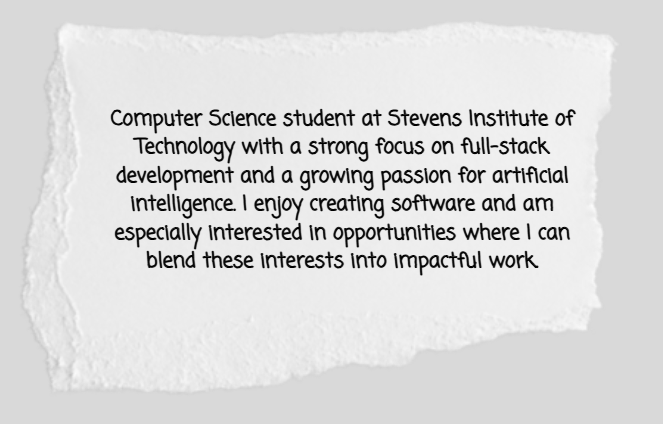 Computer Science student at Stevens Institute of
Technology with a strong focus on full-stack
development and a growing passion for artificial
intelligence. I enjoy creating software and am
especially interested in opportunities where I can
blend these interests into impactful work.